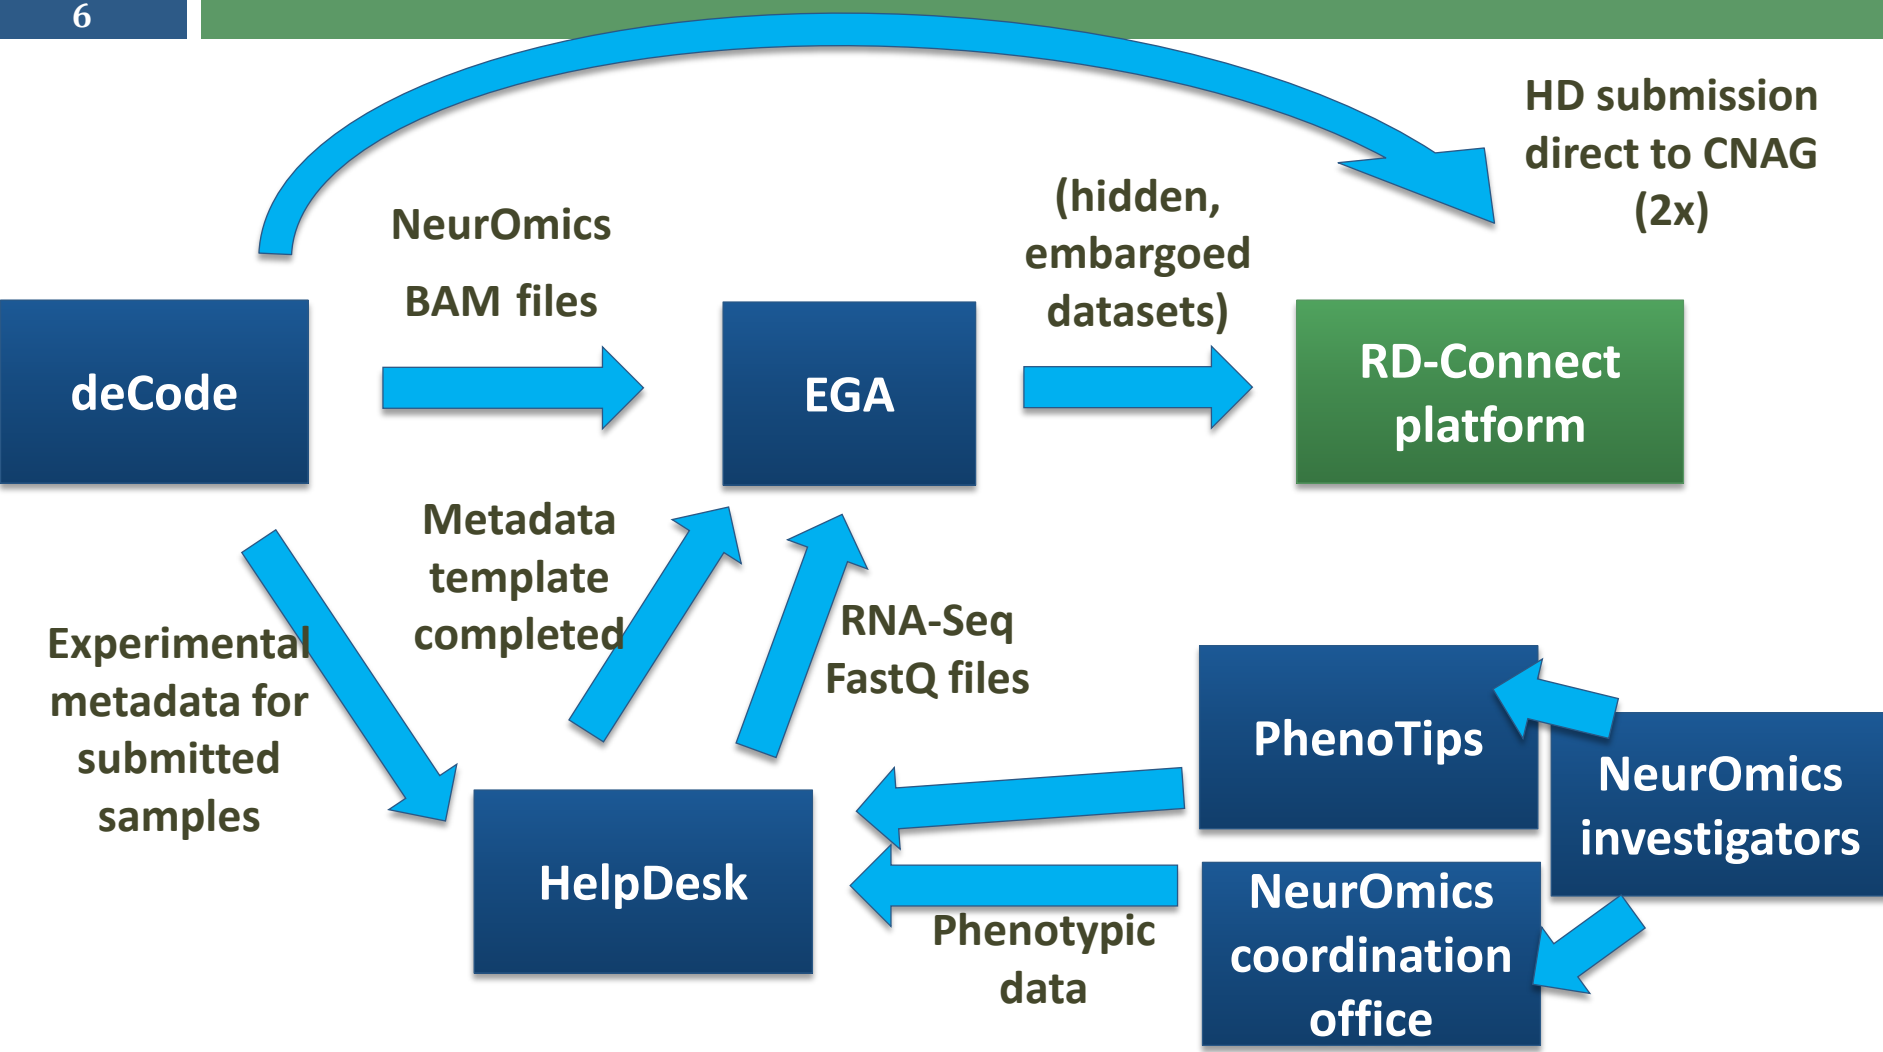 6
HD submission
direct to CNAG
(2x)
NeurOmics
BAM files
(hidden,
embargoed
datasets)
deCode
EGA
RD-Connect
platform
Metadata
template
completed
Experimental
metadata for
submitted
samples
RNA-Seq
FastQ files
PhenoTips
NeurOmics
investigators
HelpDesk
Phenotypic
data
NeurOmics
coordination
office